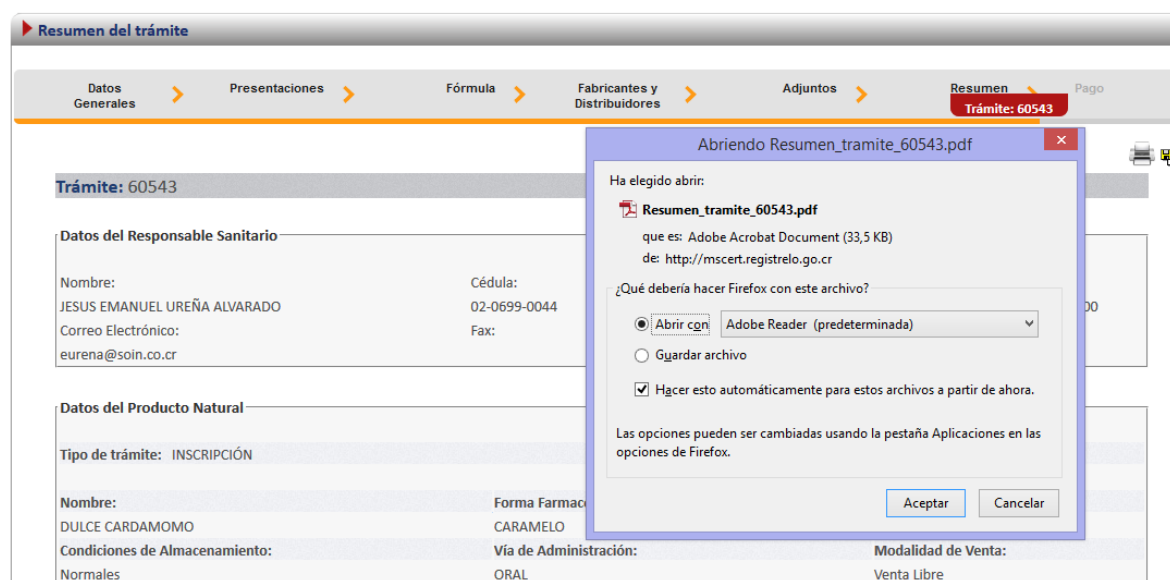 Resumen del trámite
Datos Generales
Presentaciones
Fórmula
Fabricantes y Distribuidores
Adjuntos
Resumen
Pago
Trámite: 60543
Abriendo Resumen_tramite_60543.pdf
Trámite: 60543
Ha elegido abrir:
Resumen_tramite_60543.pdf
que es: Adobe Acrobat Document (33,5 KB)
de: http://mscert.registrelo.go.cr
¿Qué debería hacer Firefox con este archivo?
Abrir con Adobe Reader (predeterminada)
Guardar archivo
Hacer esto automáticamente para estos archivos a partir de ahora.
Las opciones pueden ser cambiadas usando la pestaña Aplicaciones en las
opciones de Firefox.
Aceptar Cancelar
Datos del Responsable Sanitario
Nombre: Cédula:
JESUS EMANUEL UREÑA ALVARADO 02-0699-0044 00
Correo Electrónico: Fax:
eurena@soin.co.cr
Datos del Producto Natural
Tipo de trámite: INSCRIPCIÓN
Nombre: Forma Farmac
DULCE CARDAMOMO CARAMELO
Condiciones de Almacenamiento: Vía de Administración: Modalidad de Venta:
Normales ORAL Venta Libre